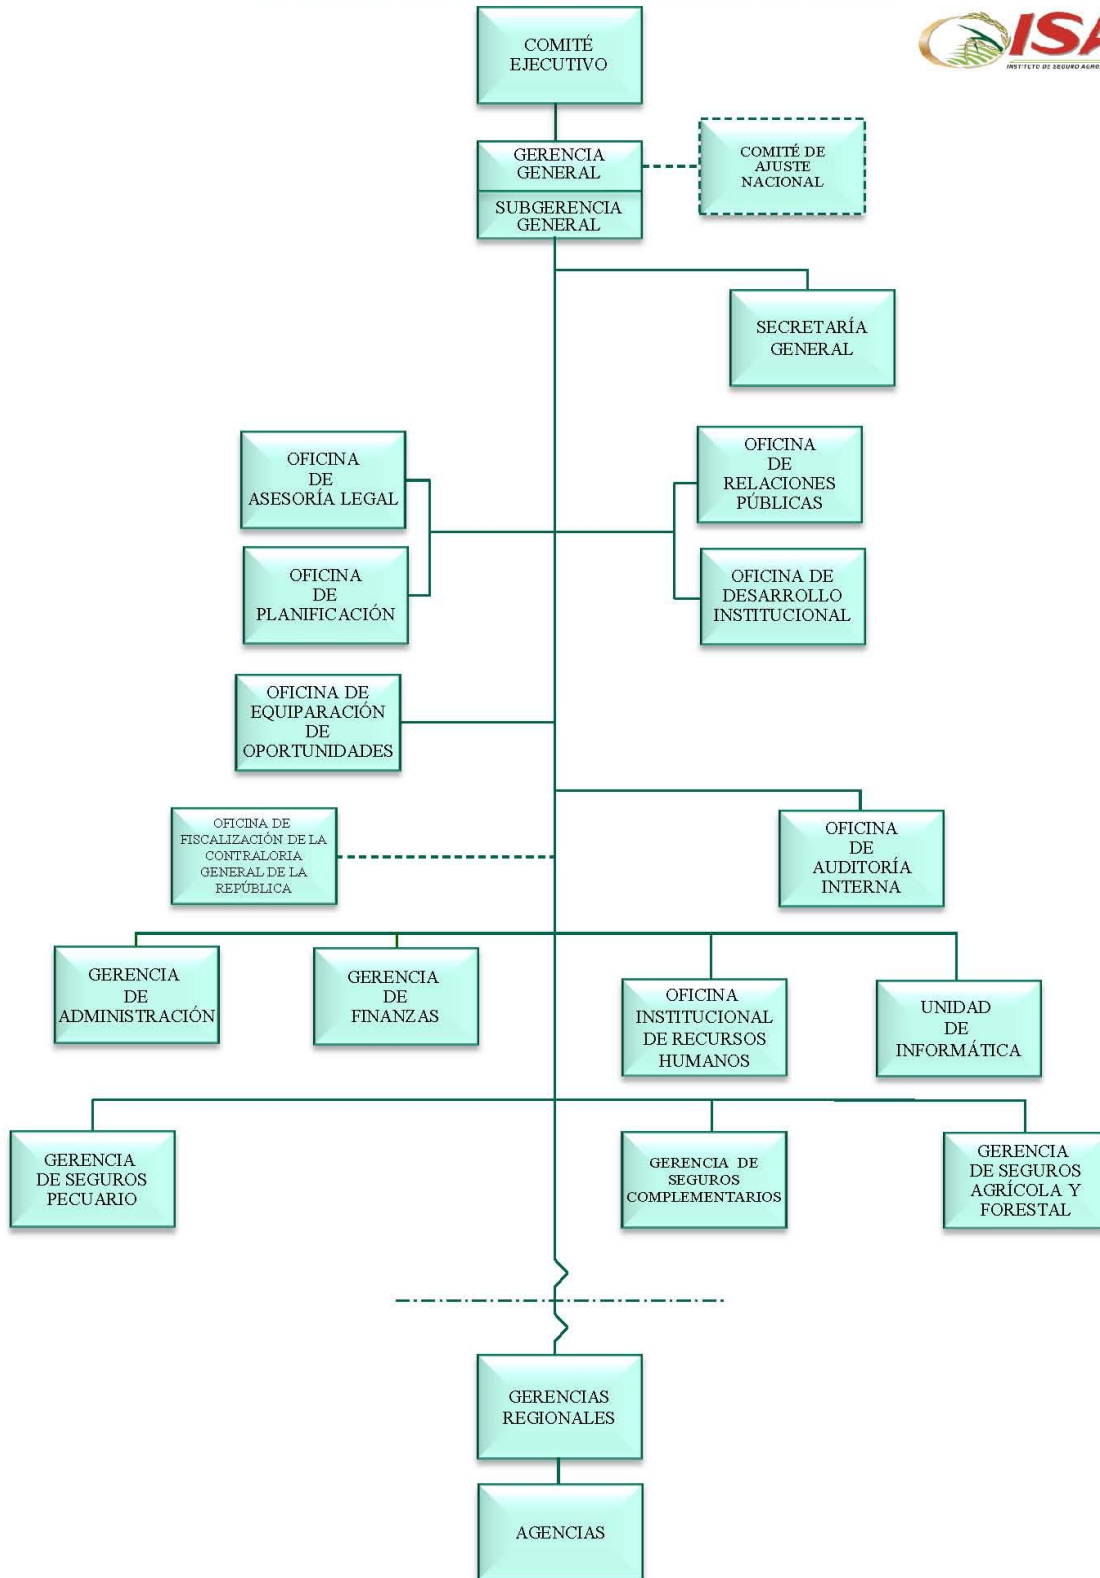 COMITÉ
EJECUTIVO
ISA
INSTITUTO DE SEGURO AGRO
GERENCIA
GENERAL
COMITÉ DE
AJUSTE
NACIONAL
SUBGERENCIA
GENERAL
SECRETARÍA
GENERAL
OFICINA
DE
ASESORÍA LEGAL
OFICINA
DE
RELACIONES
PÚBLICAS
OFICINA
DE
PLANIFICACIÓN
OFICINA DE
DESARROLLO
INSTITUCIONAL
OFICINA DE
EQUIPARACIÓN
DE
OPORTUNIDADES
OFICINA DE
FISCALIZACIÓN DE LA
CONTRALORIA
GENERAL DE LA
REPÚBLICA
OFICINA
DE
AUDITORÍA
INTERNA
GERENCIA
DE
ADMINISTRACIÓN
GERENCIA
DE
FINANZAS
OFICINA
INSTITUCIONAL
DE RECURSOS
HUMANOS
UNIDAD
DE
INFORMÁTICA
GERENCIA
DE SEGUROS
PECUARIO
GERENCIA DE
SEGUROS
COMPLEMENTARIOS
GERENCIA
DE SEGUROS
AGRÍCOLA Y
FORESTAL
GERENCIAS
REGIONALES
AGENCIAS